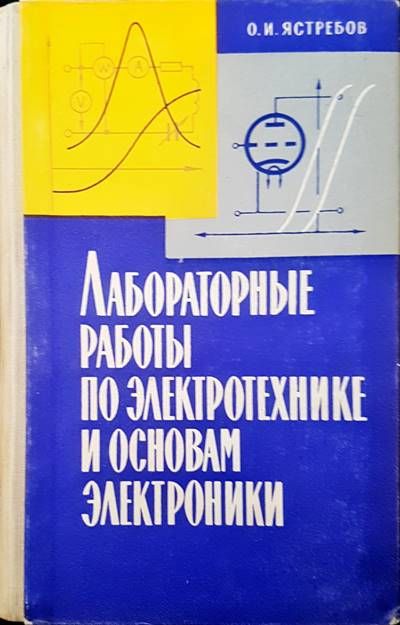 О. И. ЯСТРЕБОВ
W
A
V
ЛАБОРАТОРНЫЕ
РАБОТЫ
ПО ЭЛЕКТРОТЕХНИКЕ
И ОСНОВАМ
ЭЛЕКТРОНИКИ